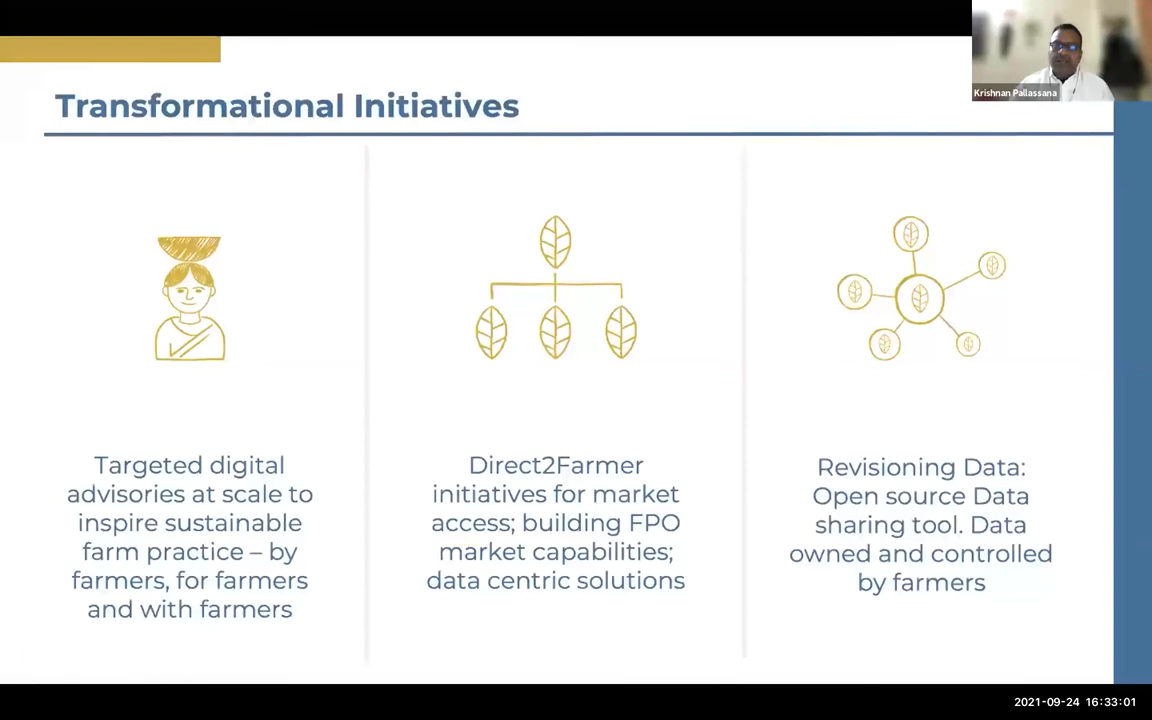 Krishnan Pallassana
Transformational Initiatives
Targeted digital
advisories at scale to
inspire sustainable
farm practice – by
farmers, for farmers
and with farmers
Direct2Farmer
initiatives for market
access; building FPO
market capabilities;
data centric solutions
Revisioning Data:
Open source Data
sharing tool. Data
owned and controlled
by farmers
2021-09-24 16:33:01